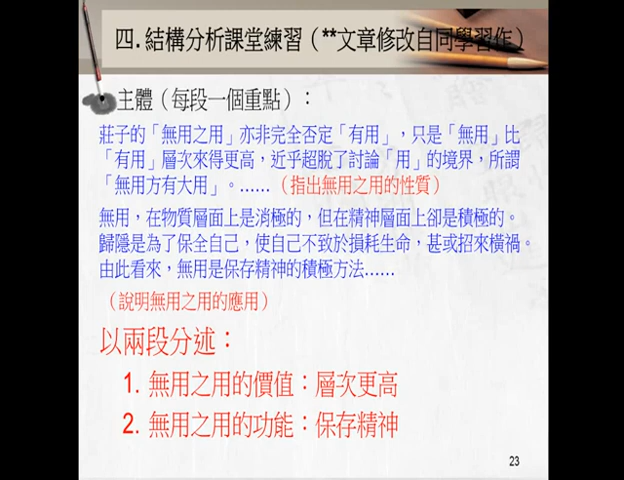 四.結構分析課堂練習（**文章修改自同學習作）
主體（每段一個重點）：
莊子的「無用之用」亦非完全否定「有用」，只是「無用」比
「有用」層次來得更高，近乎超脫了討論「用」的境界，所謂
「無用方有大用」。……（指出無用之用的性質）
無用，在物質層面上是消極的，但在精神層面上卻是積極的。
歸隱是為了保全自己，使自己不致於損耗生命，甚或招來橫禍。
由此看來，無用是保存精神的積極方法……
（說明無用之用的應用）
以兩段分述：
1. 無用之用的價值：層次更高
2. 無用之用的功能：保存精神
23